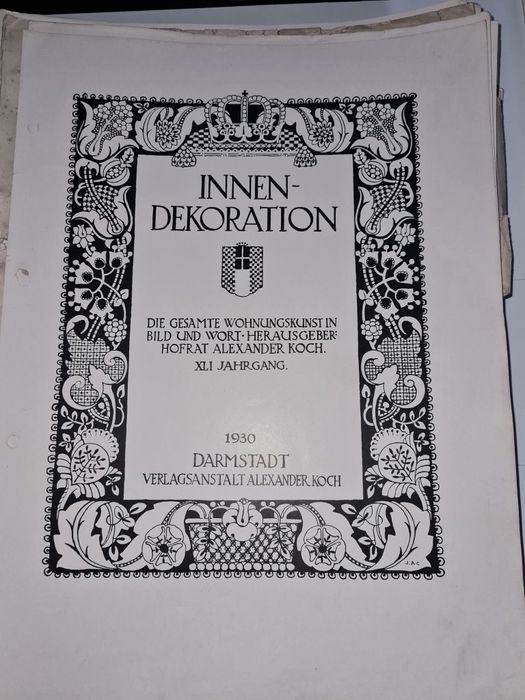 INNEN-
DEKORATION
DIE GESAMTE WOHNUNGSKUNST IN
BILD UND WORT · HERAUSGEBER:
HOFRAT ALEXANDER KOCH.
XLI JAHRGANG.
1930
DARMSTADT
VERLAGSANSTALT ALEXANDER KOCH
J.A.C.